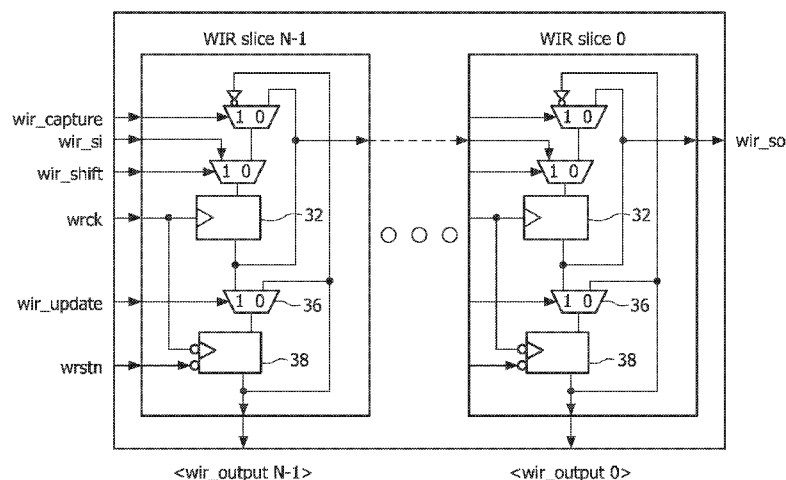 WIR slice N-1
WIR slice 0
wir_capture
1 0
1 0
wir_si
wir_so
wir_shift
1 0
1 0
wrck
32
32
wir_update
1 0
36
1 0
36
wrstn
38
38
<wir_output N-1>
<wir_output 0>